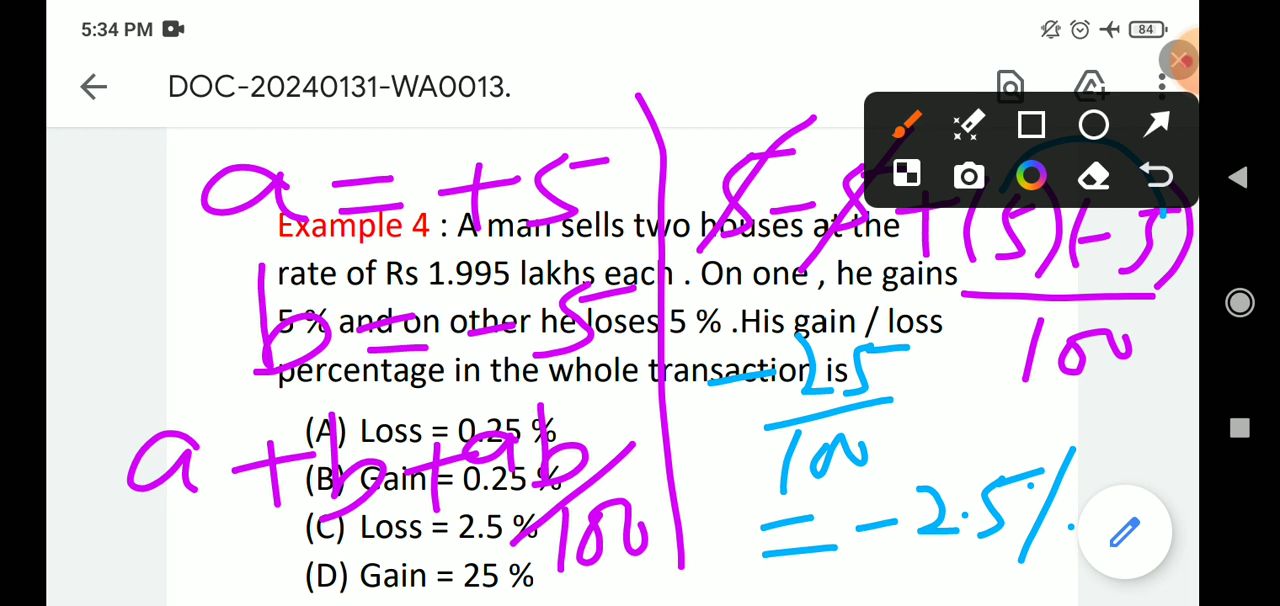 5:34 PM
84
DOC-20240131-WA0013.
a = +5
5 - 5 + (5)(-5)
100
Example 4 : A man sells two houses at the
rate of Rs 1.995 lakhs each . On one , he gains
b = -5
5 % and on other he loses 5 % .His gain / loss
percentage in the whole transaction is
-25
100
= -2.5%.
(A) Loss = 0.25 %
a + b + ab/100
(B) Gain = 0.25 %
(C) Loss = 2.5 %
(D) Gain = 25 %